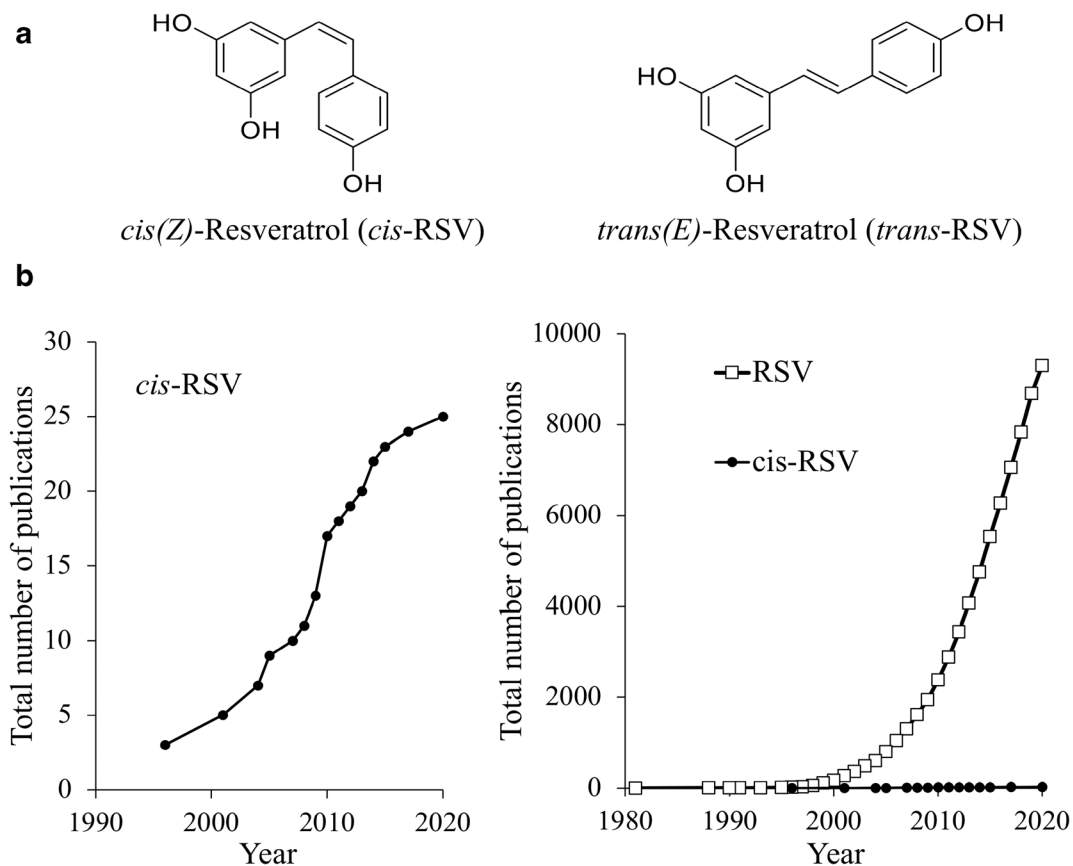 a
HO
OH
OH
cis(Z)-Resveratrol (cis-RSV)
HO
OH
OH
trans(E)-Resveratrol (trans-RSV)
b
Total number of publications
30
25
20
15
10
5
0
cis-RSV
1990
2000
2010
2020
Year
Total number of publications
10000
8000
6000
4000
2000
0
RSV
cis-RSV
1980
1990
2000
2010
2020
Year